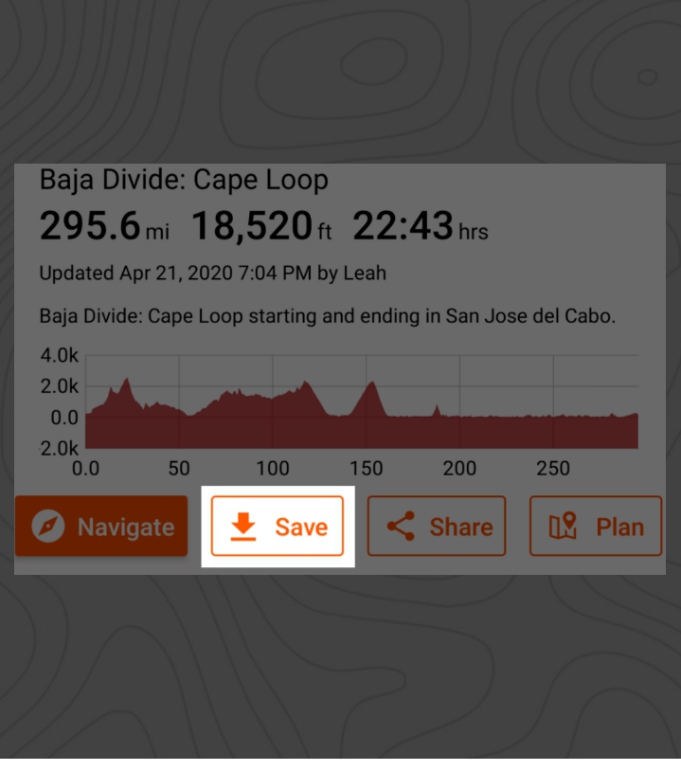 Baja Divide: Cape Loop
295.6 mi 18,520 ft 22:43 hrs
Updated Apr 21, 2020 7:04 PM by Leah
Baja Divide: Cape Loop starting and ending in San Jose del Cabo.
4.0k
2.0k
0.0
2.0k
0.0 50 100 150 200 250
Navigate Save Share Plan